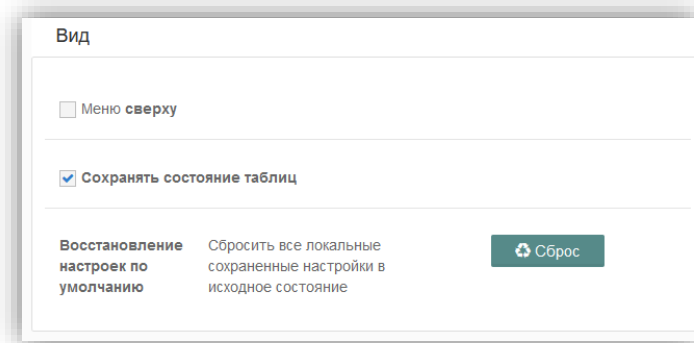 Вид
Меню сверху
Сохранять состояние таблиц
Восстановление настроек по умолчанию
Сбросить все локальные сохраненные настройки в исходное состояние
Сброс